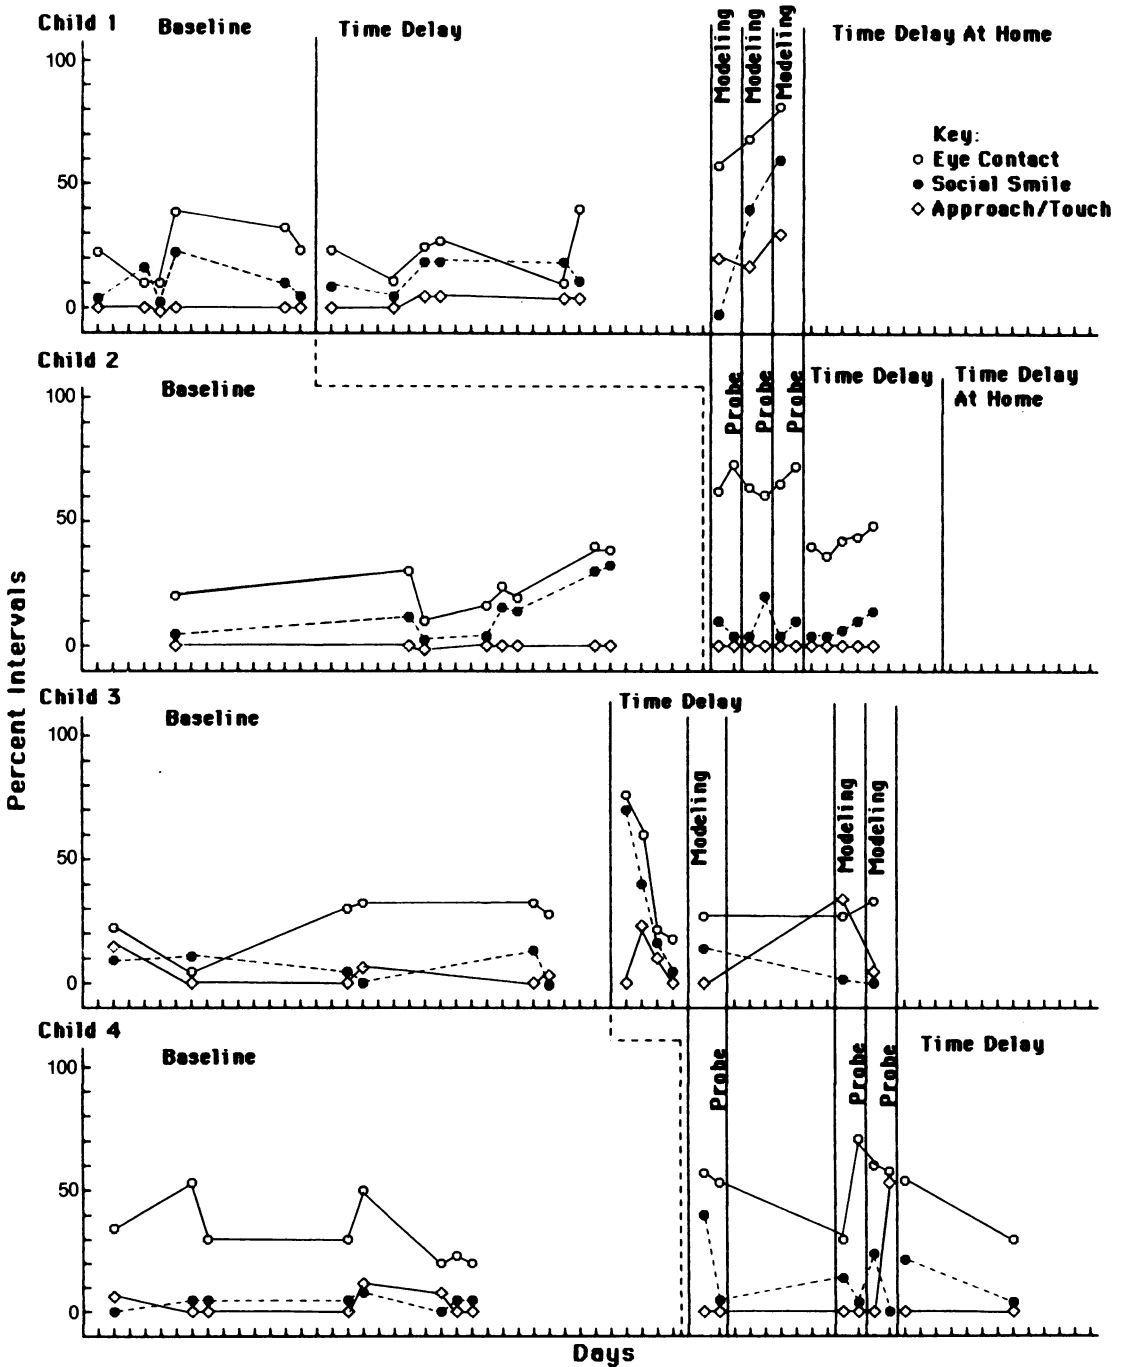 Child 1
Baseline
Time Delay
Modeling
Modeling
Modeling
Time Delay At Home
100
50
0
Key:
Eye Contact
Social Smile
Approach/Touch
Child 2
Baseline
Probe
Probe
Probe
Time Delay
Time Delay
At Home
100
50
0
Percent Intervals
Child 3
Baseline
Time Delay
Modeling
Modeling
Modeling
100
50
0
Child 4
Baseline
Probe
Probe
Probe
Time Delay
100
50
0
Days